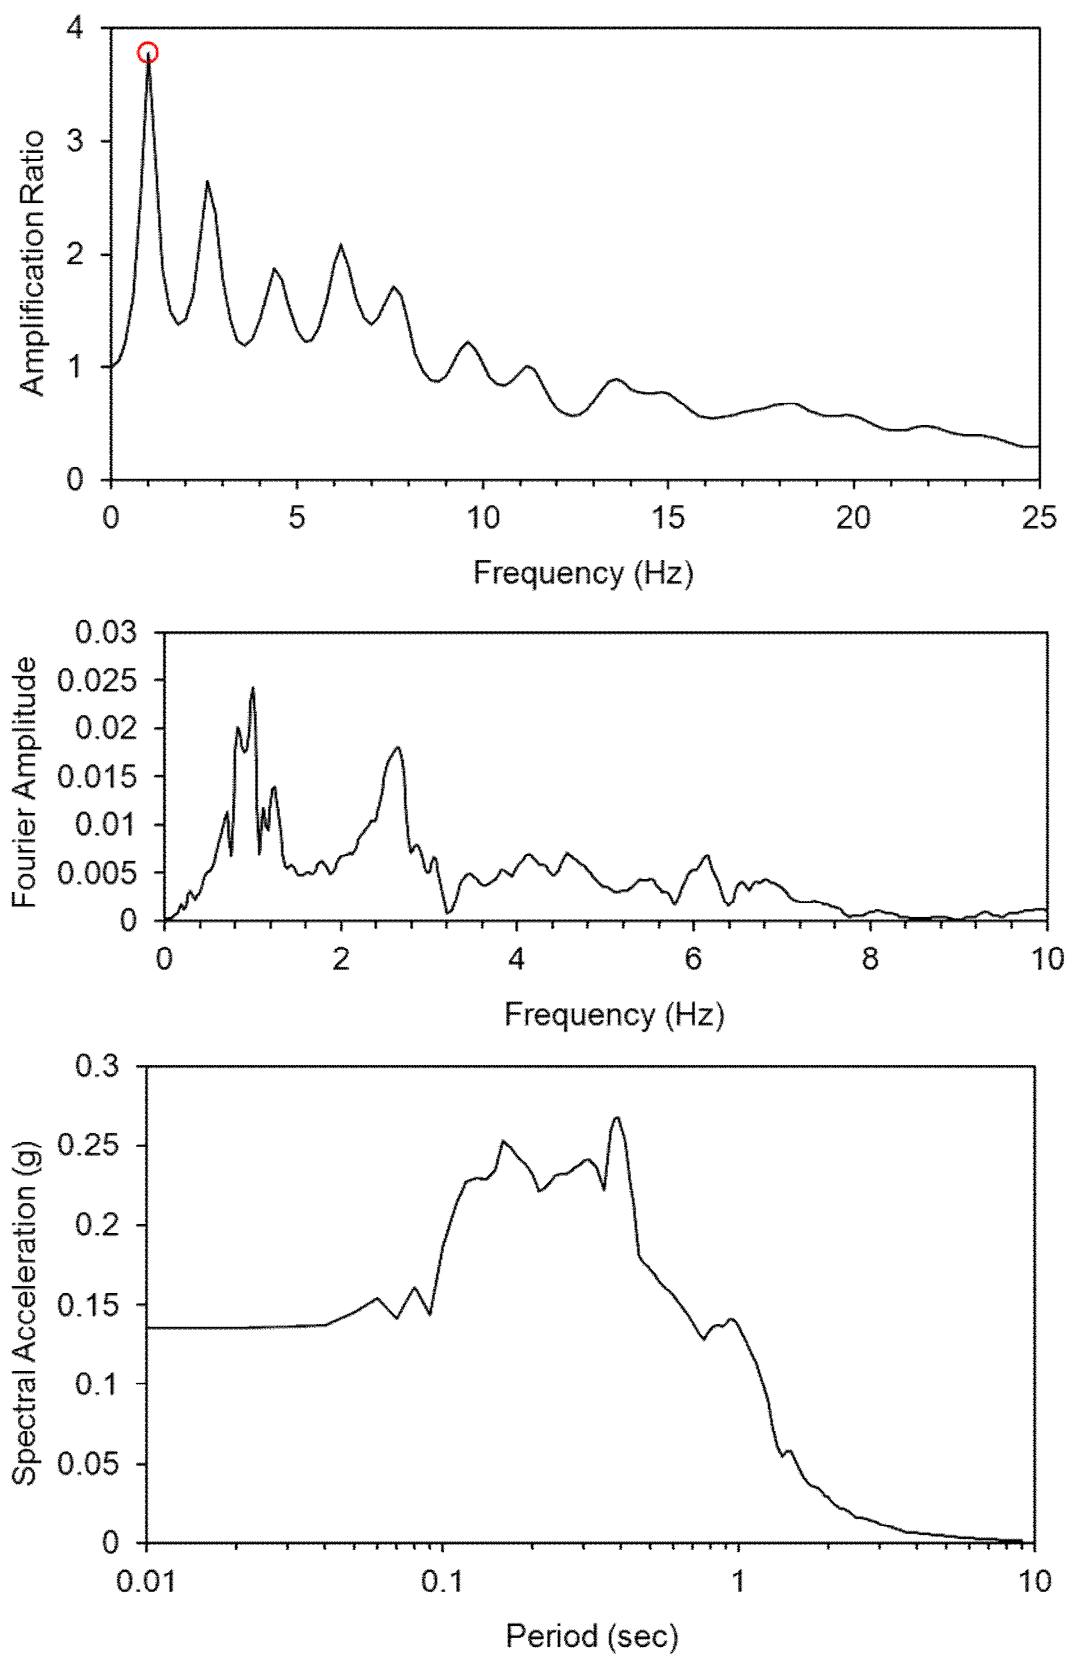 4
3
2
1
0
Amplification Ratio
0 5 10 15 20 25
Frequency (Hz)
0.03
0.025
0.02
0.015
0.01
0.005
0
Fourier Amplitude
0 2 4 6 8 10
Frequency (Hz)
0.3
0.25
0.2
0.15
0.1
0.05
0
Spectral Acceleration (g)
0.01 0.1 1 10
Period (sec)